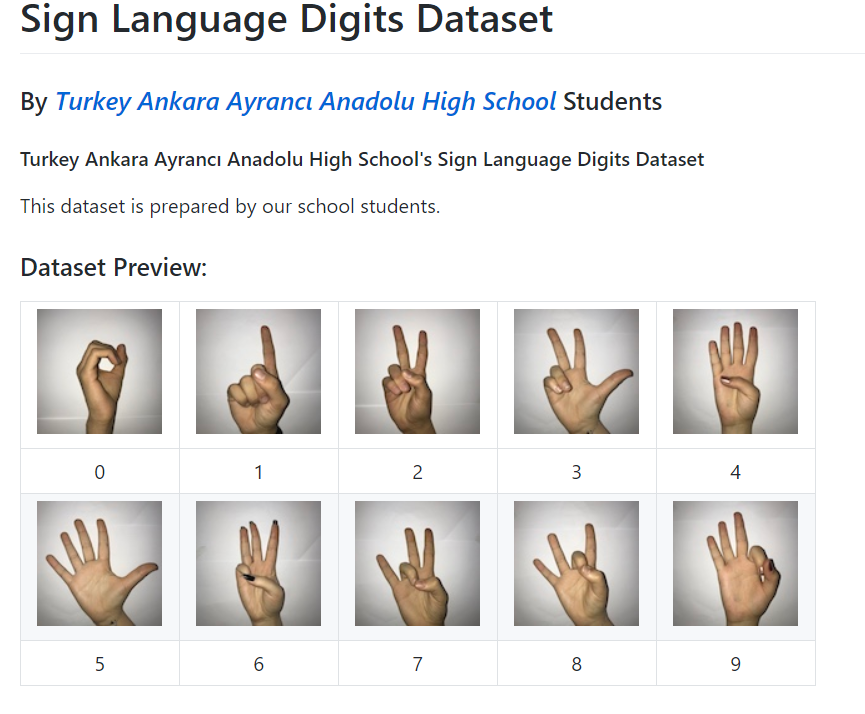 Sign Language Digits Dataset
By Turkey Ankara Ayrancı Anadolu High School Students
Turkey Ankara Ayrancı Anadolu High School's Sign Language Digits Dataset
This dataset is prepared by our school students.
Dataset Preview:
0 1 2 3 4
5 6 7 8 9